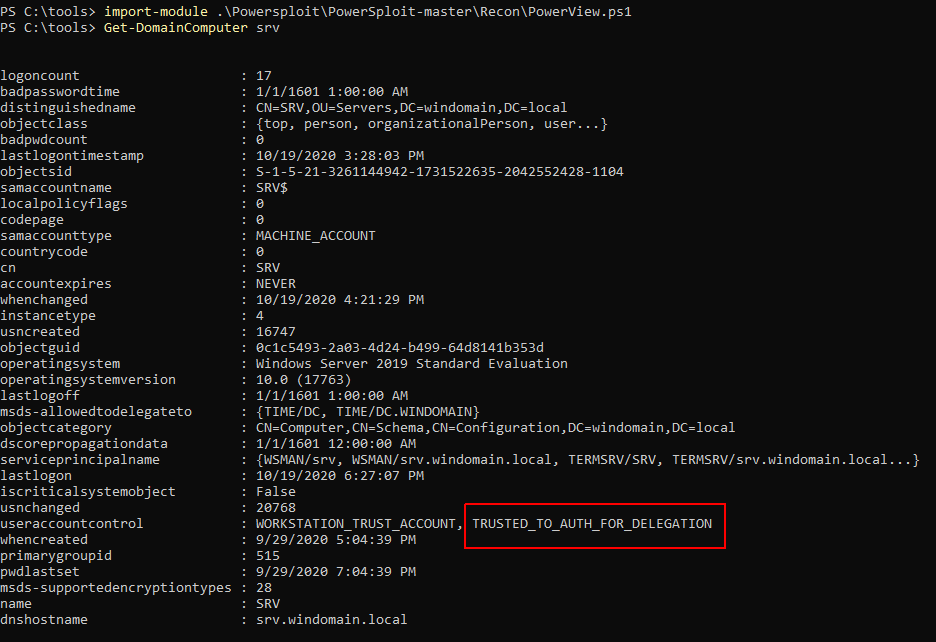 PS C:\tools> import-module .\Powersploit\PowerSploit-master\Recon\PowerView.ps1
PS C:\tools> Get-DomainComputer srv
logoncount : 17
badpasswordtime : 1/1/1601 1:00:00 AM
distinguishedname : CN=SRV,OU=Servers,DC=windomain,DC=local
objectclass : {top, person, organizationalPerson, user...}
badpwdcount : 0
lastlogontimestamp : 10/19/2020 3:28:03 PM
objectsid : S-1-5-21-3261144942-1731522635-2042552428-1104
samaccountname : SRV$
localpolicyflags : 0
codepage : 0
samaccounttype : MACHINE_ACCOUNT
countrycode : 0
cn : SRV
accountexpires : NEVER
whenchanged : 10/19/2020 4:21:29 PM
instancetype : 4
usncreated : 16747
objectguid : 0c1c5493-2a03-4d24-b499-64d8141b353d
operatingsystem : Windows Server 2019 Standard Evaluation
operatingsystemversion : 10.0 (17763)
lastlogoff : 1/1/1601 1:00:00 AM
msds-allowedtodelegateto : {TIME/DC, TIME/DC.WINDOMAIN}
objectcategory : CN=Computer,CN=Schema,CN=Configuration,DC=windomain,DC=local
dscorepropagationdata : 1/1/1601 12:00:00 AM
serviceprincipalname : {WSMAN/srv, WSMAN/srv.windomain.local, TERMSRV/SRV, TERMSRV/srv.windomain.local...}
lastlogon : 10/19/2020 6:27:07 PM
iscriticalsystemobject : False
usnchanged : 20768
useraccountcontrol : WORKSTATION_TRUST_ACCOUNT, TRUSTED_TO_AUTH_FOR_DELEGATION
whencreated : 9/29/2020 5:04:39 PM
primarygroupid : 515
pwdlastset : 9/29/2020 7:04:39 PM
msds-supportedencryptiontypes : 28
name : SRV
dnshostname : srv.windomain.local